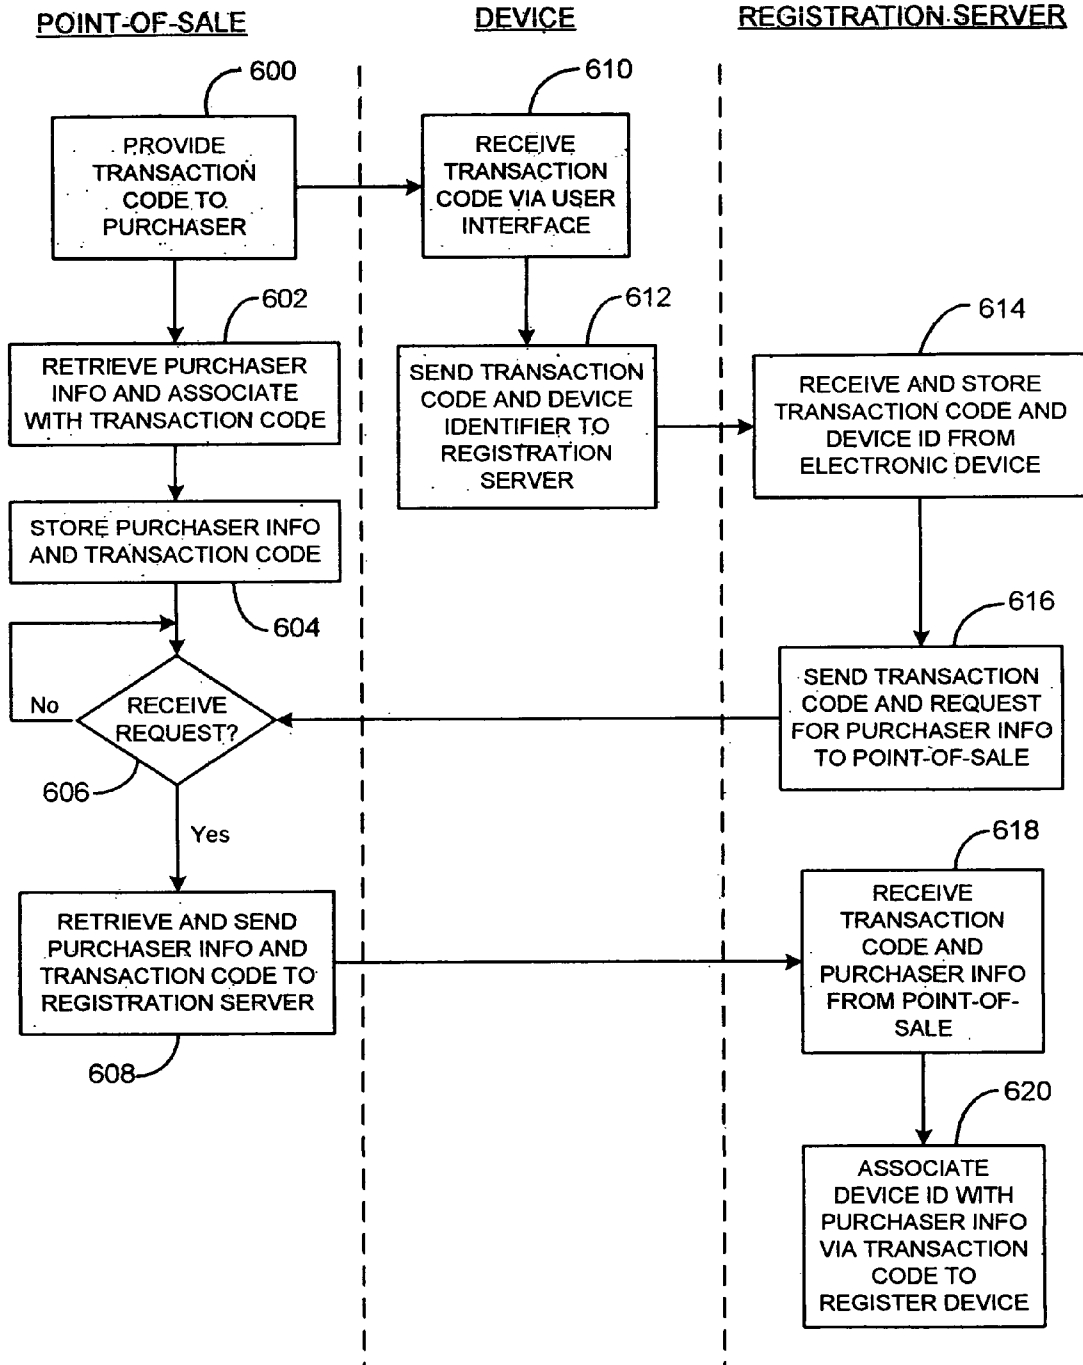 POINT-OF-SALE
DEVICE
REGISTRATION SERVER
600
PROVIDE
TRANSACTION
CODE TO
PURCHASER
610
RECEIVE
TRANSACTION
CODE VIA USER
INTERFACE
602
RETRIEVE PURCHASER
INFO AND ASSOCIATE
WITH TRANSACTION CODE
612
SEND TRANSACTION
CODE AND DEVICE
IDENTIFIER TO
REGISTRATION
SERVER
614
RECEIVE AND STORE
TRANSACTION CODE AND
DEVICE ID FROM
ELECTRONIC DEVICE
STORE PURCHASER INFO
AND TRANSACTION CODE
604
616
SEND TRANSACTION
CODE AND REQUEST
FOR PURCHASER INFO
TO POINT-OF-SALE
No
RECEIVE
REQUEST?
606
Yes
618
RECEIVE
TRANSACTION
CODE AND
PURCHASER INFO
FROM POINT-OF-
SALE
RETRIEVE AND SEND
PURCHASER INFO AND
TRANSACTION CODE TO
REGISTRATION SERVER
608
620
ASSOCIATE
DEVICE ID WITH
PURCHASER INFO
VIA TRANSACTION
CODE TO
REGISTER DEVICE